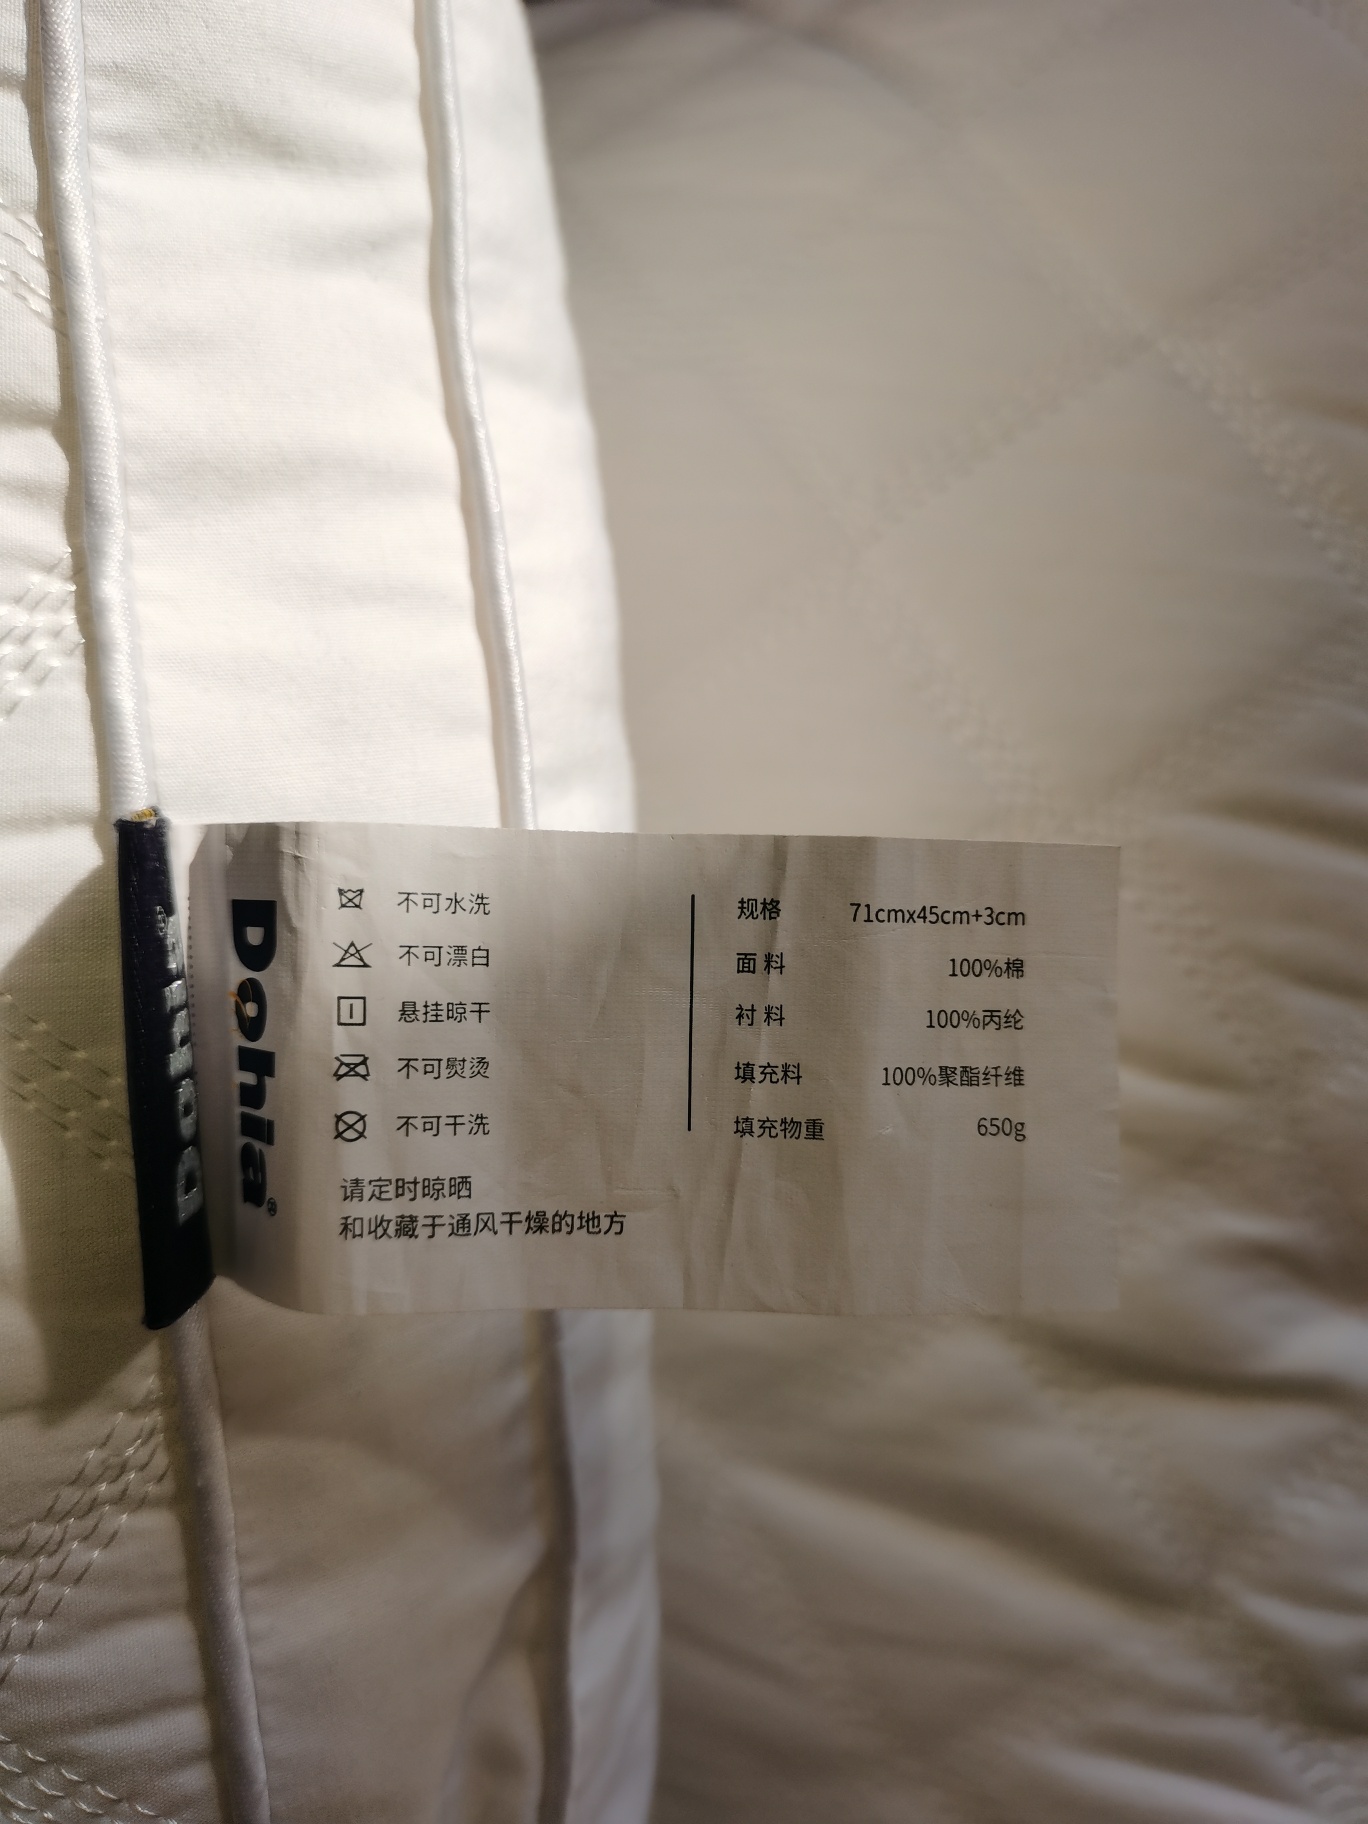 Dohia®
Dohia®
不可水洗
不可漂白
悬挂晾干
不可熨烫
不可干洗
请定时晾晒
和收藏于通风干燥的地方
规格 71cmx45cm+3cm
面料 100%棉
衬料 100%丙纶
填充料 100%聚酯纤维
填充物重 650g